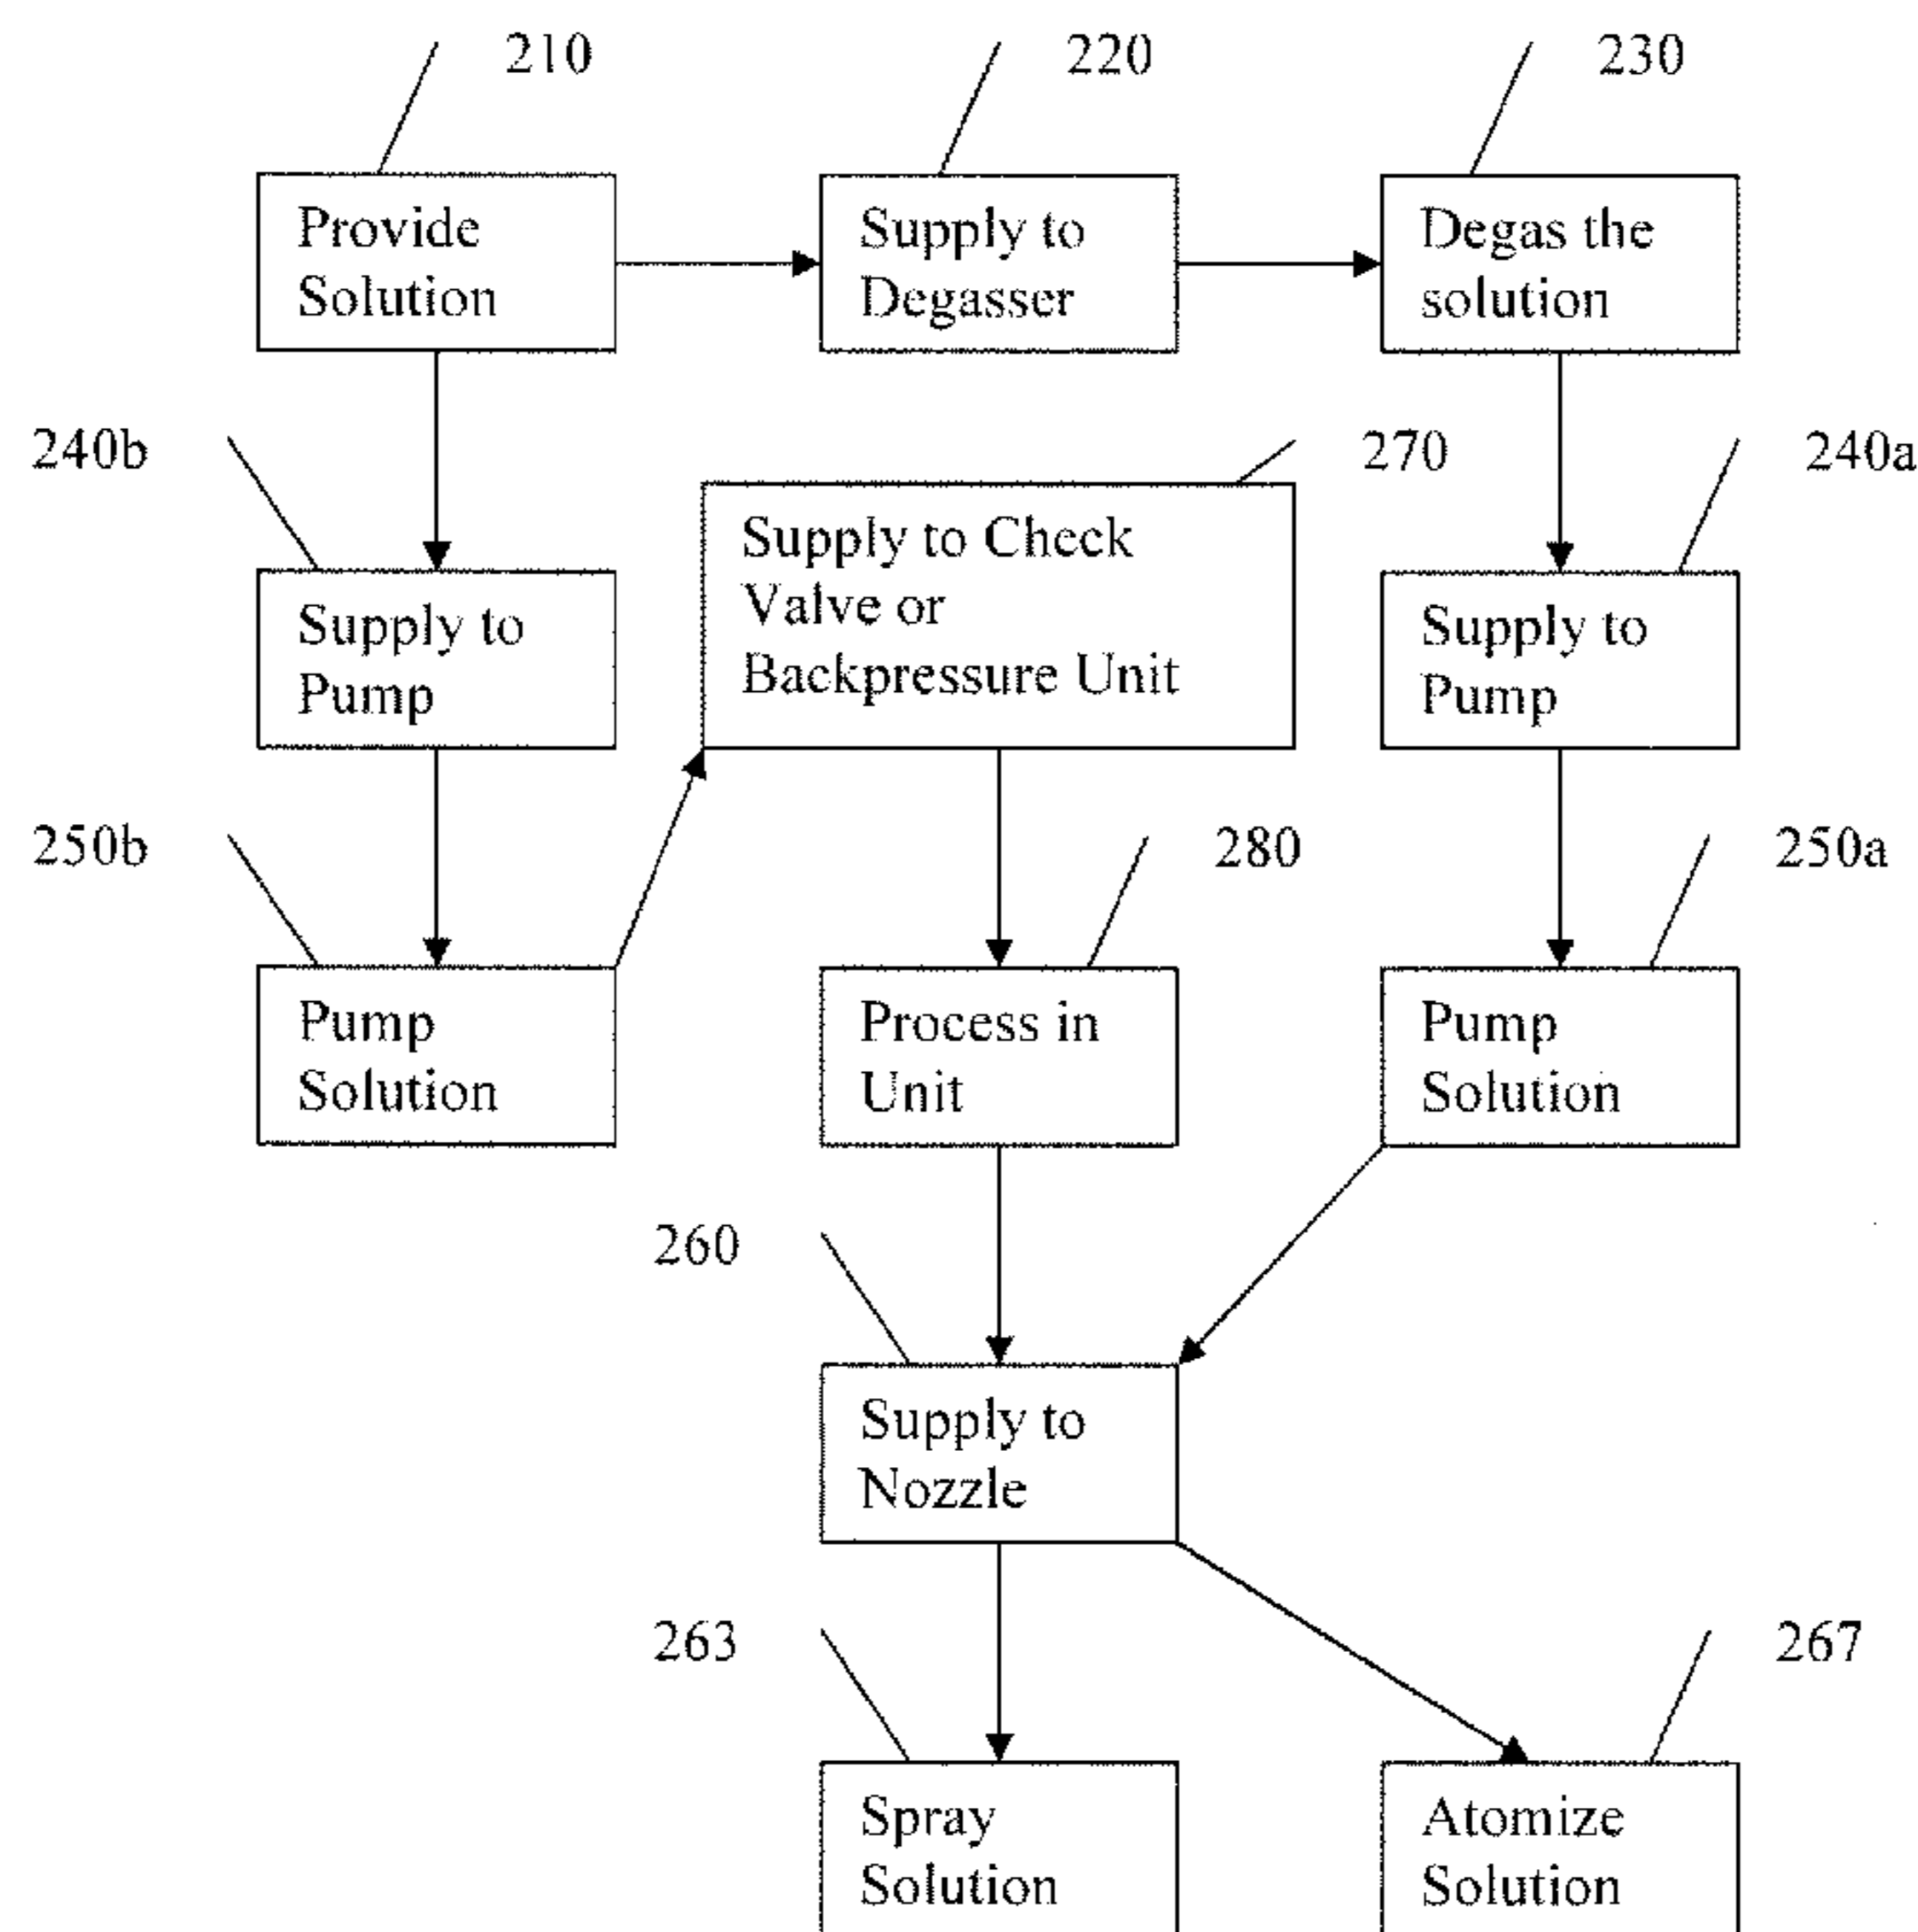 210
220
230
Provide
Solution
Supply to
Degasser
Degas the
solution
240b
270
240a
Supply to Check
Valve or
Backpressure Unit
Supply to
Pump
Supply to
Pump
250b
280
250a
Pump
Solution
Process in
Unit
Pump
Solution
260
Supply to
Nozzle
263
267
Spray
Solution
Atomize
Solution